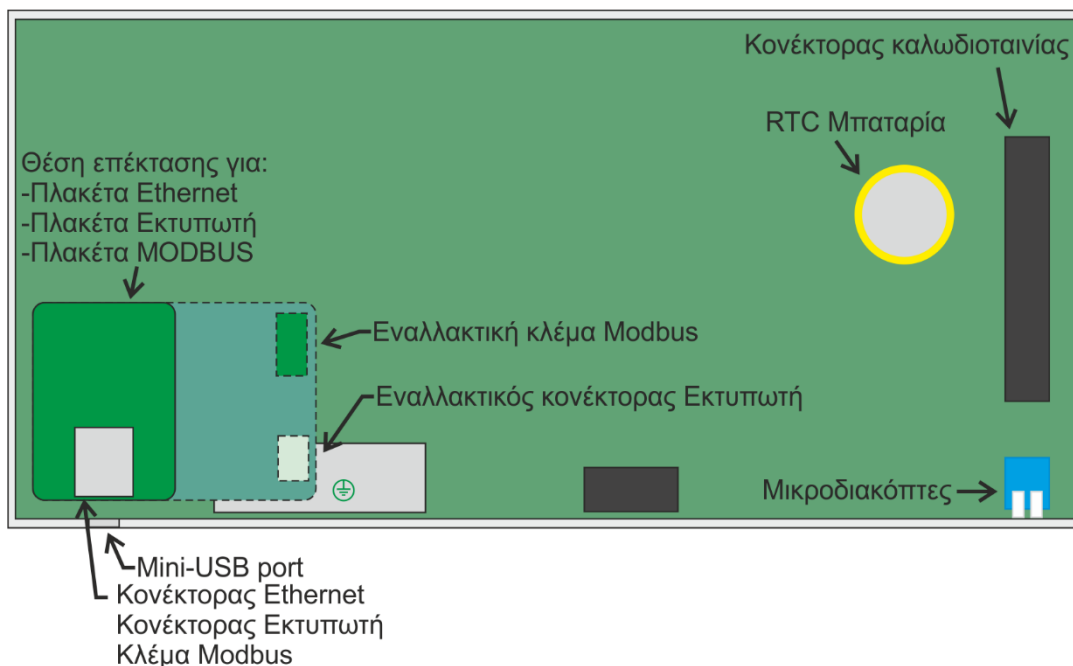 Κονέκτορας καλωδιοταινίας
RTC Μπαταρία
Θέση επέκτασης για:
-Πλακέτα Ethernet
-Πλακέτα Εκτυπωτή
-Πλακέτα MODBUS
Εναλλακτική κλέμα Modbus
Εναλλακτικός κονέκτορας Εκτυπωτή
Μικροδιακόπτες
Mini-USB port
Κονέκτορας Ethernet
Κονέκτορας Εκτυπωτή
Κλέμα Modbus